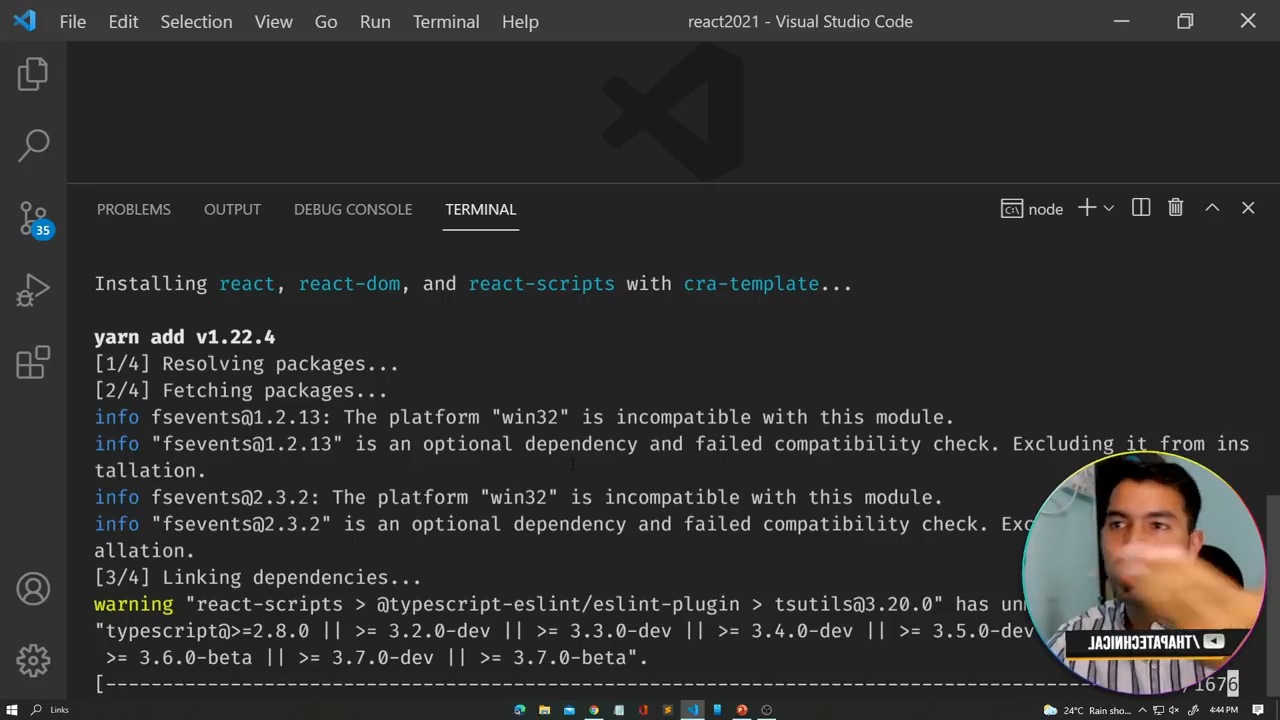 File Edit Selection View Go Run Terminal Help react2021 - Visual Studio Code
35
PROBLEMS OUTPUT DEBUG CONSOLE TERMINAL node
Installing react, react-dom, and react-scripts with cra-template...
yarn add v1.22.4
[1/4] Resolving packages...
[2/4] Fetching packages...
info fsevents@1.2.13: The platform "win32" is incompatible with this module.
info "fsevents@1.2.13" is an optional dependency and failed compatibility check. Excluding it from ins
tallation.
info fsevents@2.3.2: The platform "win32" is incompatible with this module.
info "fsevents@2.3.2" is an optional dependency and failed compatibility check.
allation.
[3/4] Linking dependencies...
warning "react-scripts > @typescript-eslint/eslint-plugin > tsutils@3.20.0" has
"typescript@>=2.8.0 || >= 3.2.0-dev || >= 3.3.0-dev || >= 3.4.0-dev || >= 3.5.0-dev
>= 3.6.0-beta || >= 3.7.0-dev || >= 3.7.0-beta".
[------------------------------------------------------------------------------ /1676
/THAPATECHNICAL
Links 24°C Rain sho... 4:44 PM